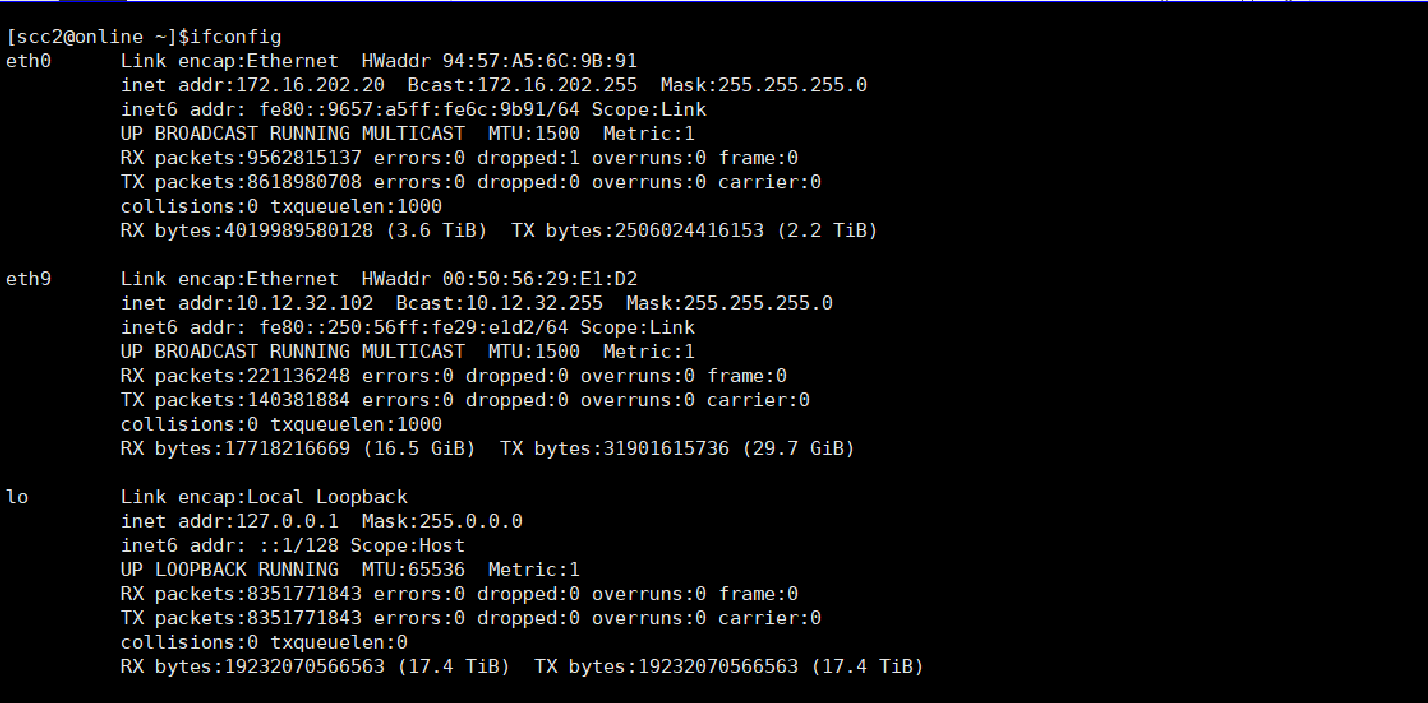 [scc2@online ~]$ifconfig
eth0      Link encap:Ethernet  HWaddr 94:57:A5:6C:9B:91
          inet addr:172.16.202.20  Bcast:172.16.202.255  Mask:255.255.255.0
          inet6 addr: fe80::9657:a5ff:fe6c:9b91/64 Scope:Link
          UP BROADCAST RUNNING MULTICAST  MTU:1500  Metric:1
          RX packets:9562815137 errors:0 dropped:1 overruns:0 frame:0
          TX packets:8618980708 errors:0 dropped:0 overruns:0 carrier:0
          collisions:0 txqueuelen:1000
          RX bytes:4019989580128 (3.6 TiB)  TX bytes:2506024416153 (2.2 TiB)

eth9      Link encap:Ethernet  HWaddr 00:50:56:29:E1:D2
          inet addr:10.12.32.102  Bcast:10.12.32.255  Mask:255.255.255.0
          inet6 addr: fe80::250:56ff:fe29:e1d2/64 Scope:Link
          UP BROADCAST RUNNING MULTICAST  MTU:1500  Metric:1
          RX packets:221136248 errors:0 dropped:0 overruns:0 frame:0
          TX packets:140381884 errors:0 dropped:0 overruns:0 carrier:0
          collisions:0 txqueuelen:1000
          RX bytes:17718216669 (16.5 GiB)  TX bytes:31901615736 (29.7 GiB)

lo        Link encap:Local Loopback
          inet addr:127.0.0.1  Mask:255.0.0.0
          inet6 addr: ::1/128 Scope:Host
          UP LOOPBACK RUNNING  MTU:65536  Metric:1
          RX packets:8351771843 errors:0 dropped:0 overruns:0 frame:0
          TX packets:8351771843 errors:0 dropped:0 overruns:0 carrier:0
          collisions:0 txqueuelen:0
          RX bytes:19232070566563 (17.4 TiB)  TX bytes:19232070566563 (17.4 TiB)